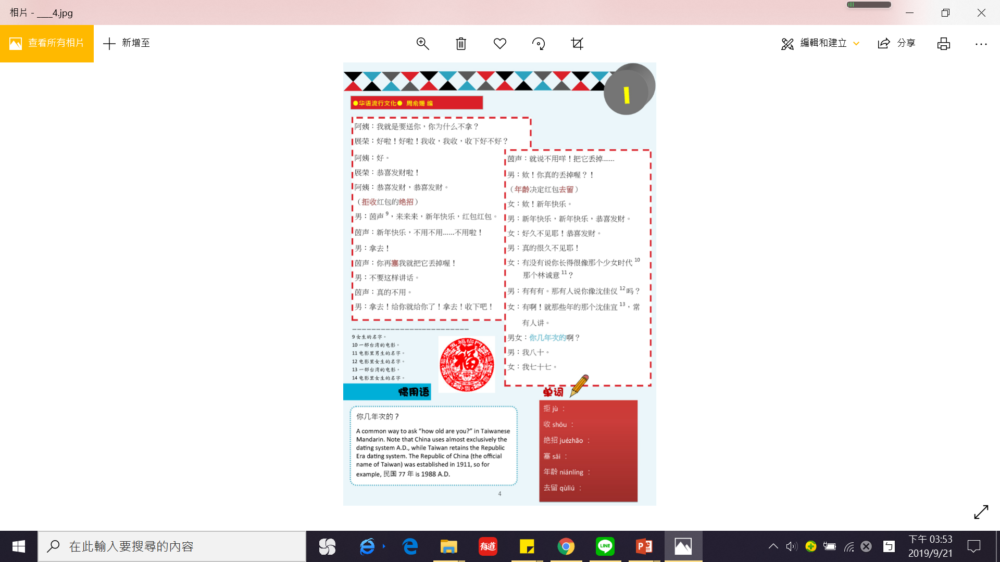 相片 - ___4.jpg
查看所有相片
新增至
編輯和建立
分享
1
●华语流行文化● 周俞姗 编
阿姨：我就是要送你，你为什么不拿？
展荣：好啦！好啦！我收，我收，收下好不好？
阿姨：好。
展荣：恭喜发财啦！
阿姨：恭喜发财，恭喜发财。
（拒收红包的绝招）
男：茵声9，来来来，新年快乐，红包红包。
茵声：新年快乐，不用不用……不用啦！
男：拿去！
茵声：你再塞我就把它丢掉喔！
男：不要这样讲话。
茵声：真的不用。
男：拿去！给你就给你了！拿去！收下吧！
茵声：就说不用咩！把它丢掉……
男：欸！你真的丢掉喔？！
（年龄决定红包去留）
女：欸！新年快乐。
男：新年快乐，新年快乐，恭喜发财。
女：好久不见耶！恭喜发财。
男：真的很久不见耶！
女：有没有说你长得很像那个少女时代10
那个林诚意11？
男：有有有。那有人说你像沈佳仪12吗？
女：有啊！就那些年的那个沈佳宜13，常
有人讲。
男女：你几年次的啊？
男：我八十。
女：我七十七。
9 女生的名字。
10 一部台湾的电影。
11 电影里男生的名字。
12 电影里女生的名字。
13 一部台湾的电影。
14 电影里女生的名字。
五福臨門
福
惯用语
你几年次的？
A common way to ask “how old are you?” in Taiwanese
Mandarin. Note that China uses almost exclusively the
dating system A.D., while Taiwan retains the Republic
Era dating system. The Republic of China (the official
name of Taiwan) was established in 1911, so for
example, 民国 77 年 is 1988 A.D.
单词
拒 jù ：
收 shōu ：
绝招 juézhāo ：
塞 sāi ：
年龄 niánlíng ：
去留 qùliú ：
4
在此輸入要搜尋的內容
有道
LINE
ㄅ
下午 03:53
2019/9/21